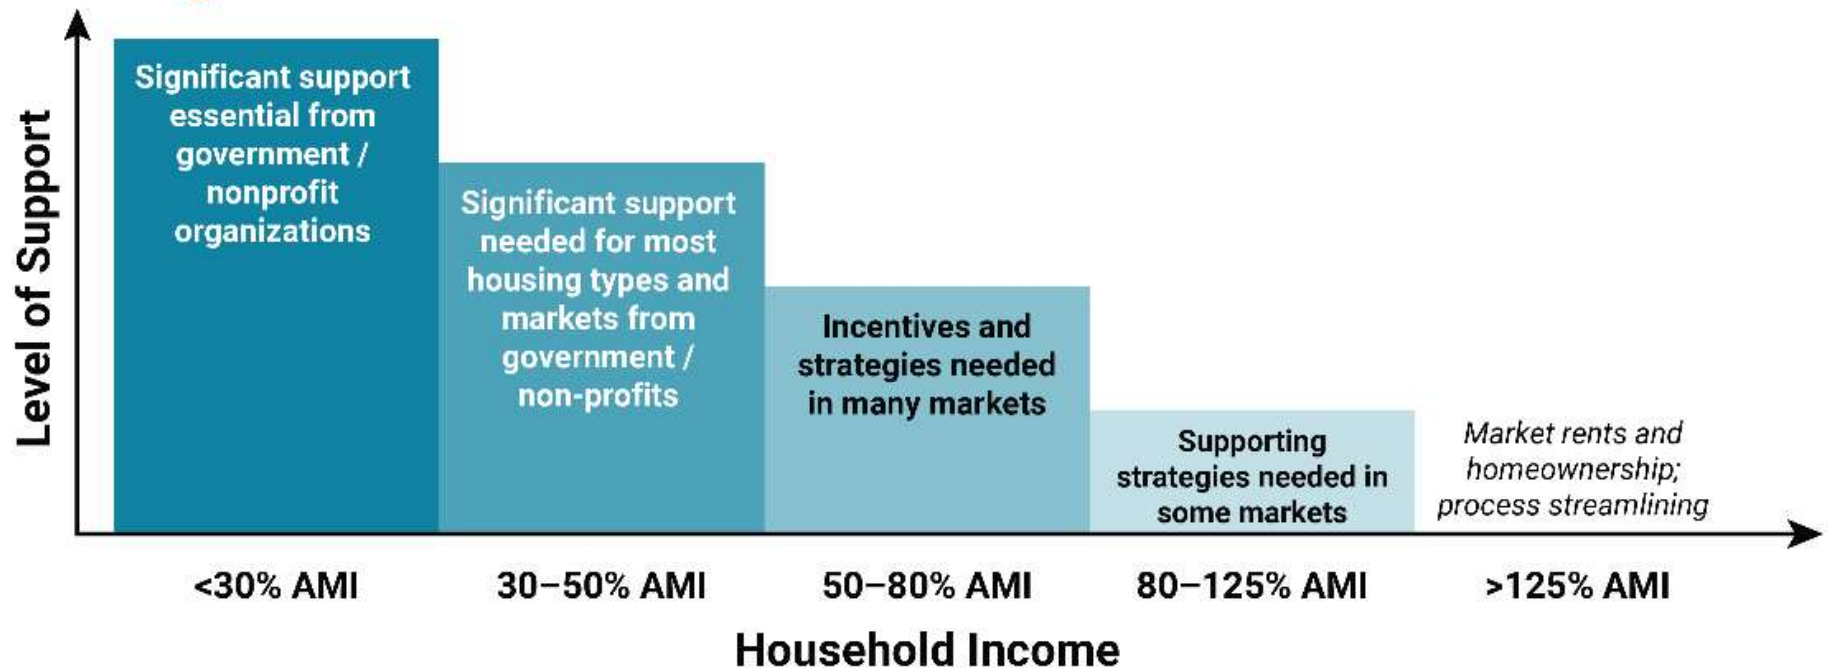 Level of Support
Significant support
essential from
government /
nonprofit
organizations
Significant support
needed for most
housing types and
markets from
government /
non-profits
Incentives and
strategies needed
in many markets
Supporting
strategies needed in
some markets
Market rents and
homeownership;
process streamlining
<30% AMI
30–50% AMI
50–80% AMI
80–125% AMI
>125% AMI
Household Income